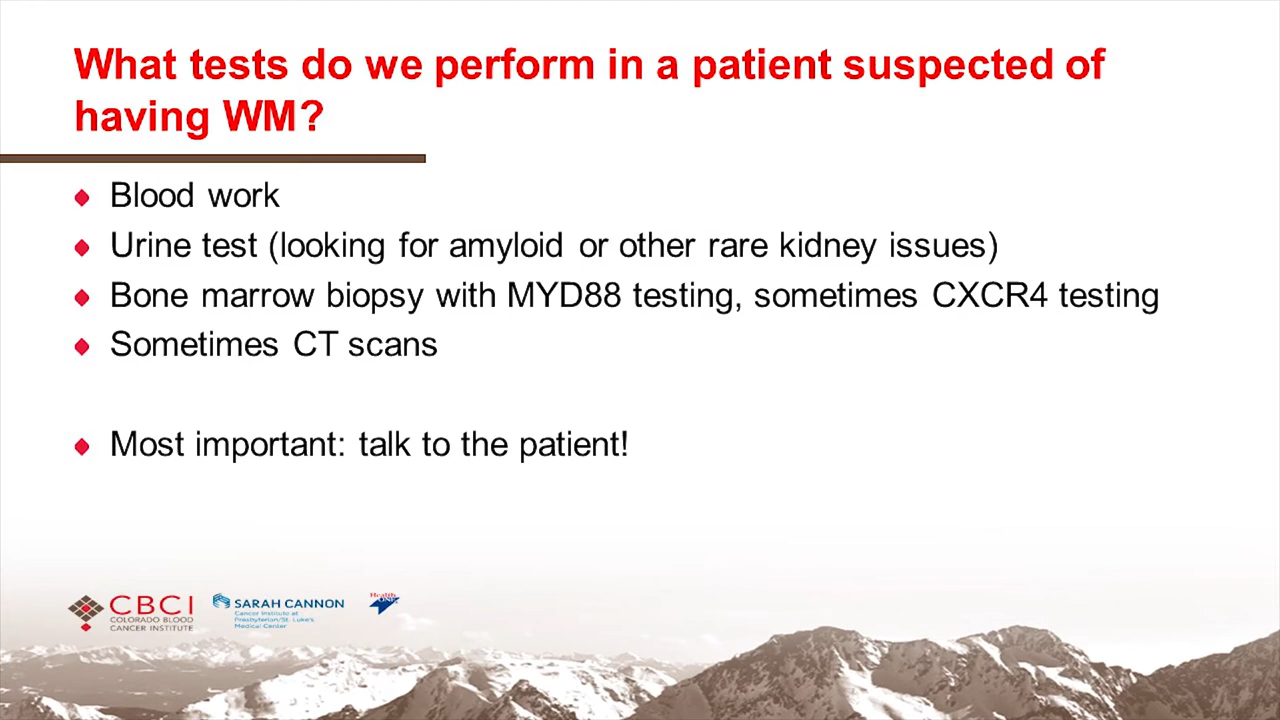 What tests do we perform in a patient suspected of
having WM?
Blood work
Urine test (looking for amyloid or other rare kidney issues)
Bone marrow biopsy with MYD88 testing, sometimes CXCR4 testing
Sometimes CT scans
Most important: talk to the patient!
CBCI
COLORADO BLOOD
CANCER INSTITUTE
SARAH CANNON
Cancer Institute at
Presbyterian/St. Luke's
Medical Center
Health
ONE